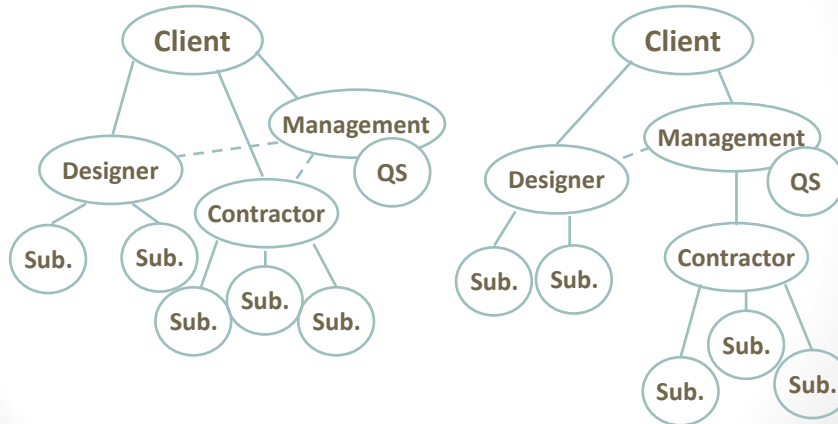 Client
Management
QS
Designer
Contractor
Sub.
Sub.
Sub.
Sub.
Sub.
Client
Management
QS
Designer
Contractor
Sub.
Sub.
Sub.
Sub.
Sub.